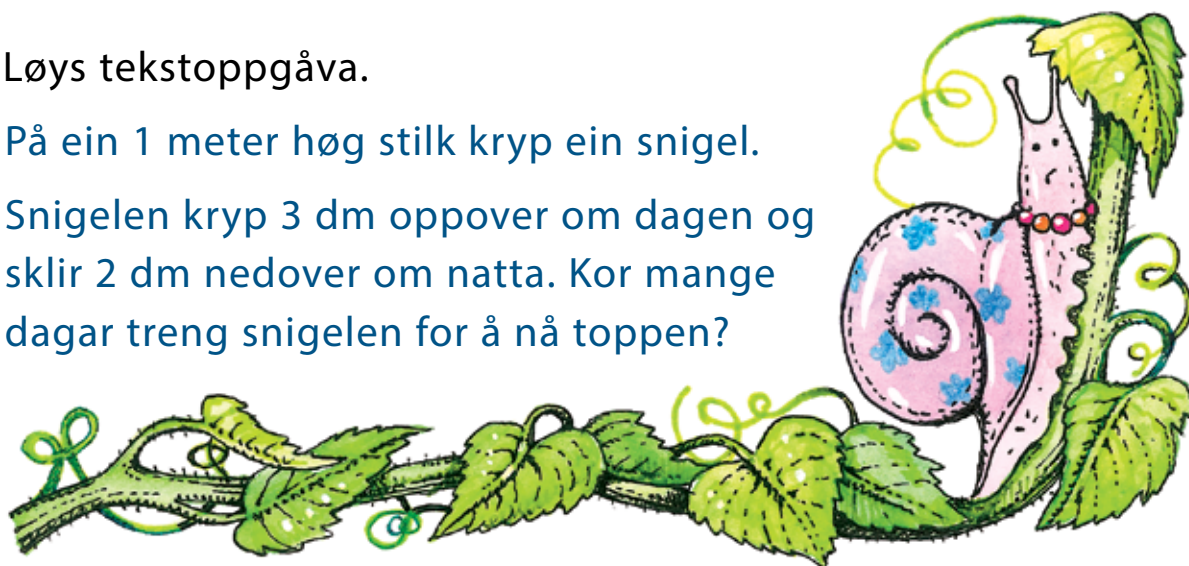 Løys tekstoppgåva.
På ein 1 meter høg stilk kryp ein snigel.
Snigelen kryp 3 dm oppover om dagen og
sklir 2 dm nedover om natta. Kor mange
dagar treng snigelen for å nå toppen?